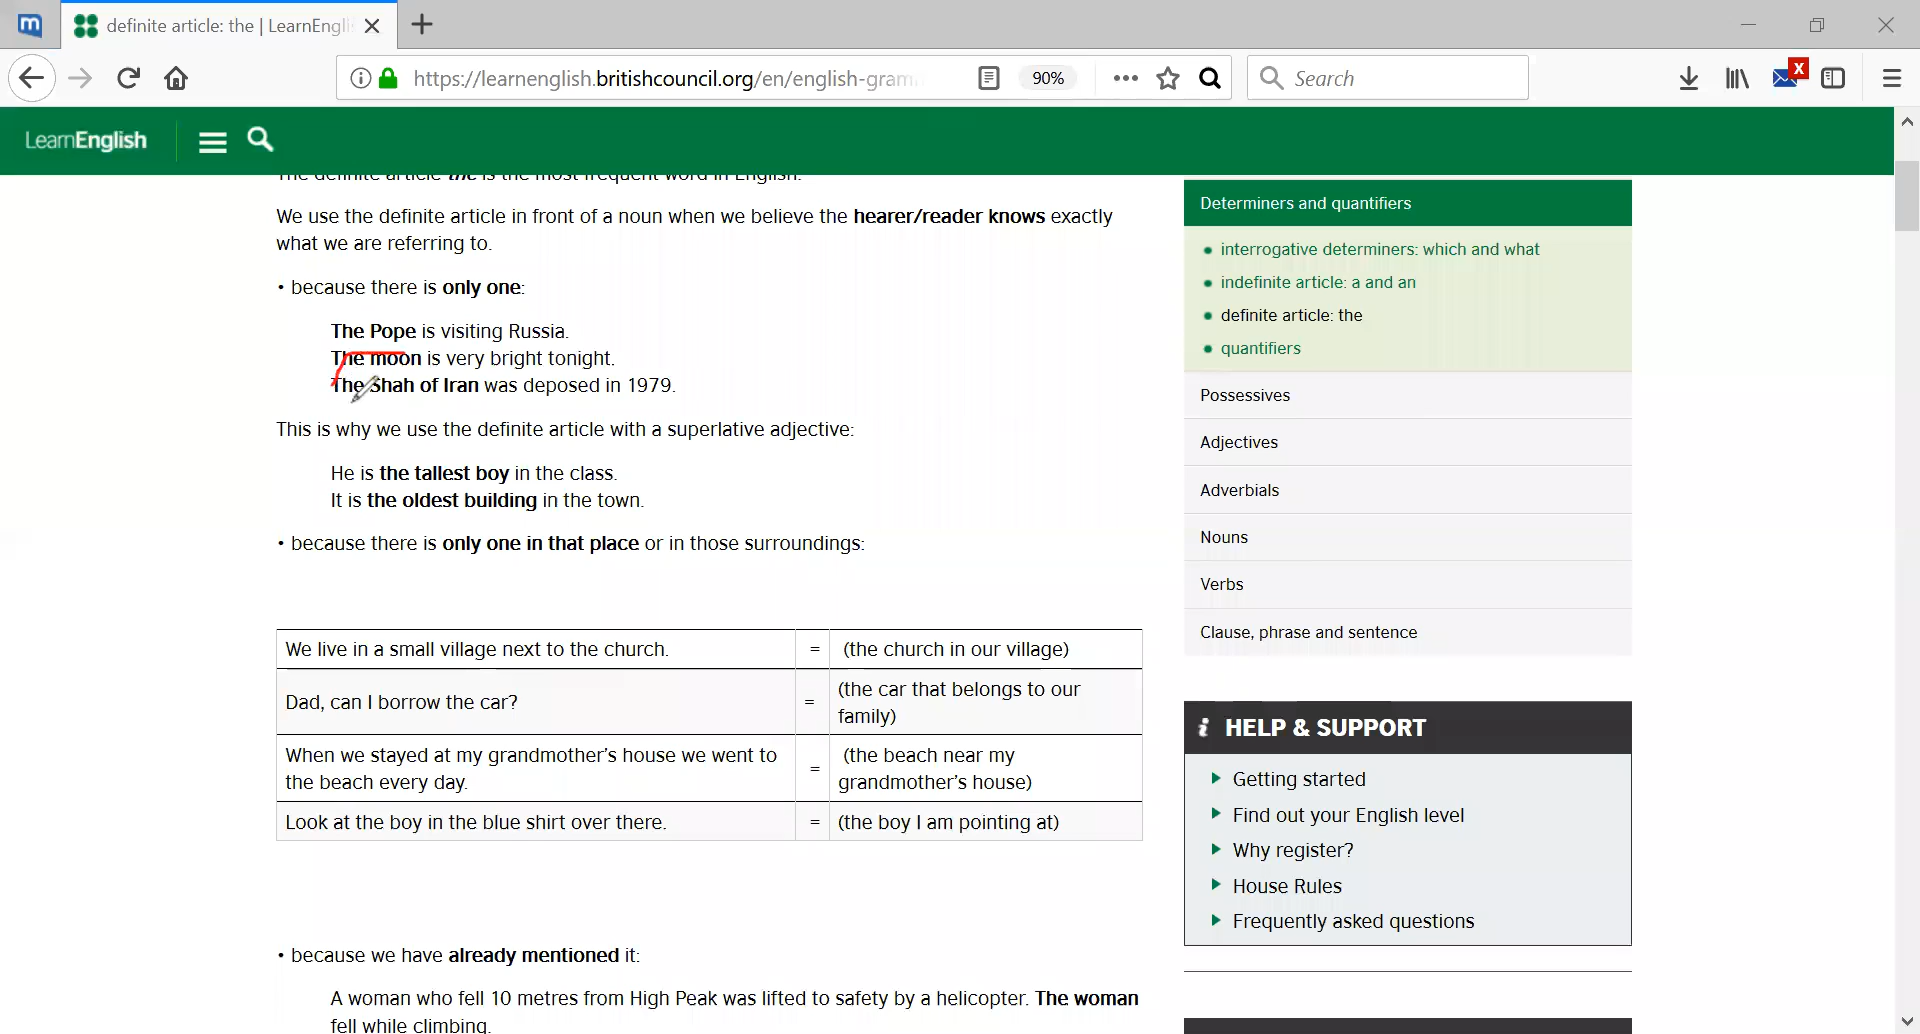 definite article: the | LearnEngli
https://learnenglish.britishcouncil.org/en/english-gram
90%
Search
X
LearnEnglish
The definite article the is the most frequent word in English.
We use the definite article in front of a noun when we believe the hearer/reader knows exactly
what we are referring to.
• because there is only one:
The Pope is visiting Russia.
The moon is very bright tonight.
The Shah of Iran was deposed in 1979.
This is why we use the definite article with a superlative adjective:
He is the tallest boy in the class.
It is the oldest building in the town.
• because there is only one in that place or in those surroundings:
We live in a small village next to the church. = (the church in our village)
Dad, can I borrow the car? = (the car that belongs to our
family)
When we stayed at my grandmother's house we went to
the beach every day. = (the beach near my
grandmother's house)
Look at the boy in the blue shirt over there. = (the boy I am pointing at)
• because we have already mentioned it:
A woman who fell 10 metres from High Peak was lifted to safety by a helicopter. The woman
fell while climbing.
Determiners and quantifiers
interrogative determiners: which and what
indefinite article: a and an
definite article: the
quantifiers
Possessives
Adjectives
Adverbials
Nouns
Verbs
Clause, phrase and sentence
HELP & SUPPORT
Getting started
Find out your English level
Why register?
House Rules
Frequently asked questions